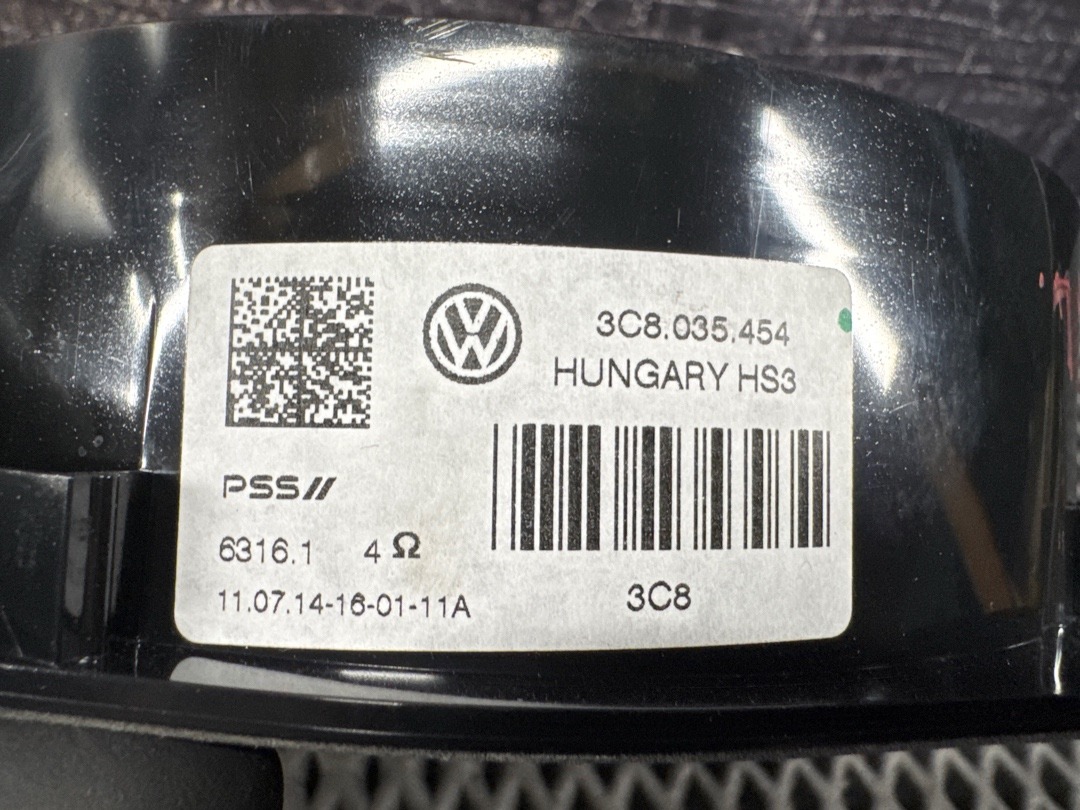 3C8.035.454
HUNGARY HS3
PSS//
6316.1 4 Ω
11.07.14-16-01-11A
3C8